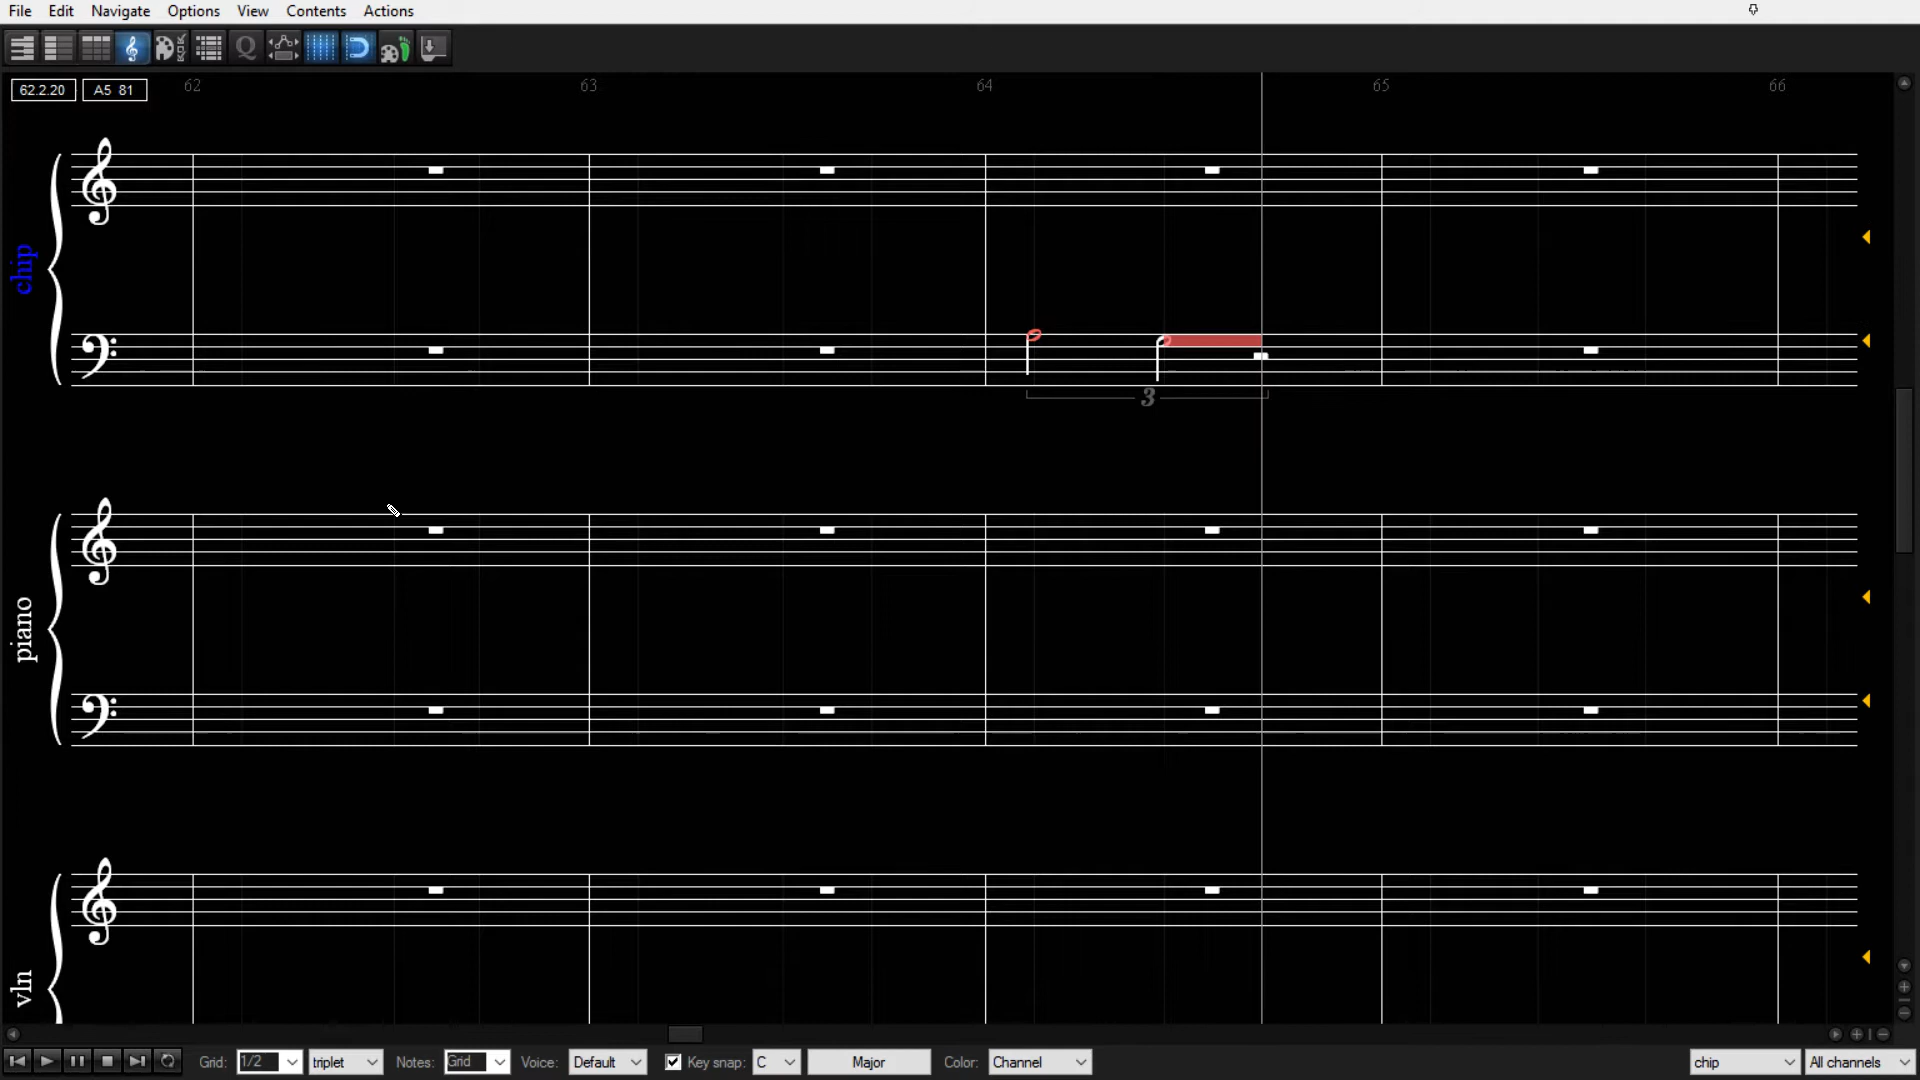 File Edit Navigate Options View Contents Actions
Q
62.2.20 A5 81 62 63 64 65 66
chip
3
piano
vln
Grid: 1/2 triplet Notes: Grid Voice: Default Key snap: C Major Color: Channel chip All channels